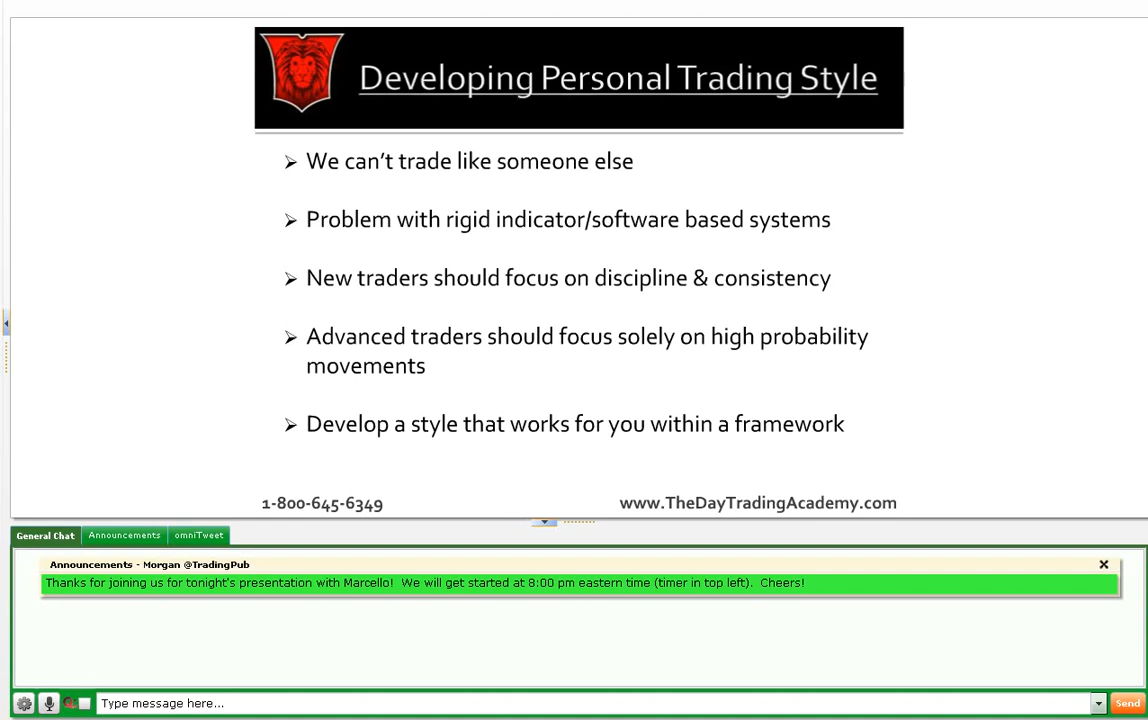 Developing Personal Trading Style
➢ We can't trade like someone else
➢ Problem with rigid indicator/software based systems
➢ New traders should focus on discipline & consistency
➢ Advanced traders should focus solely on high probability
movements
➢ Develop a style that works for you within a framework
1-800-645-6349 www.TheDayTradingAcademy.com
General Chat Announcements omniTweet
Announcements - Morgan @TradingPub
Thanks for joining us for tonight's presentation with Marcello! We will get started at 8:00 pm eastern time (timer in top left). Cheers!
Type message here... Send